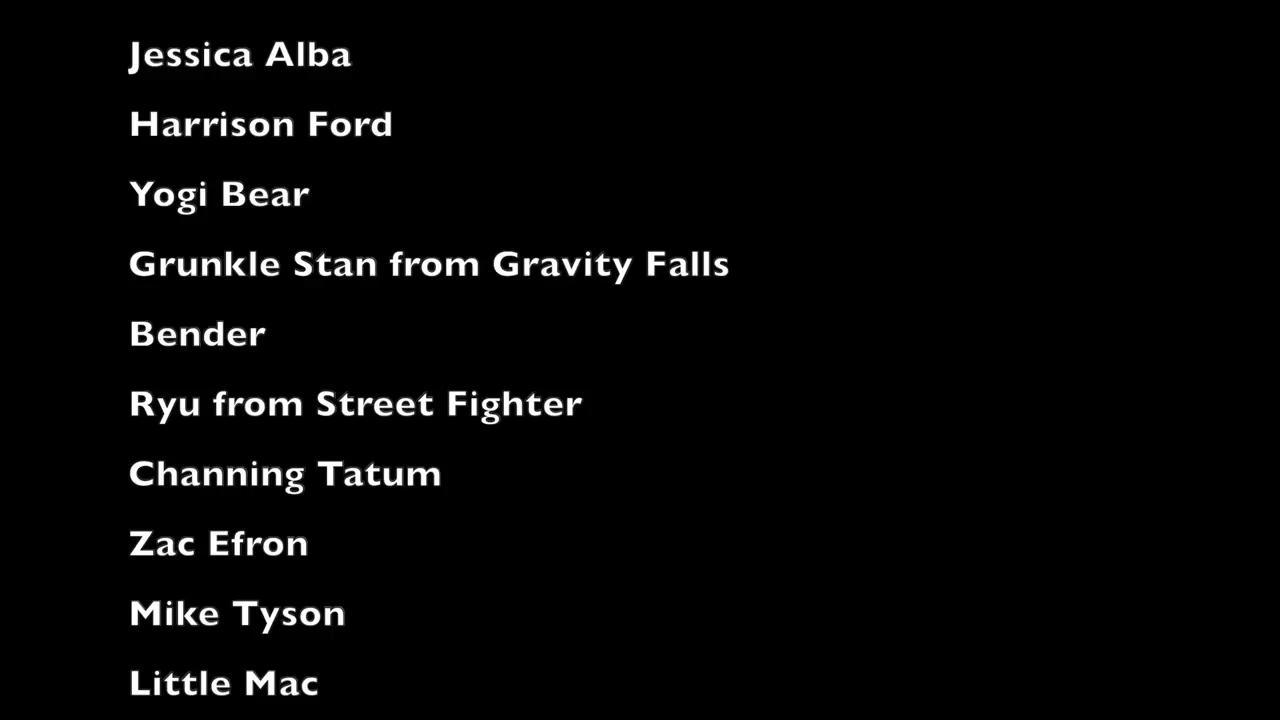 Jessica Alba
Harrison Ford
Yogi Bear
Grunkle Stan from Gravity Falls
Bender
Ryu from Street Fighter
Channing Tatum
Zac Efron
Mike Tyson
Little Mac